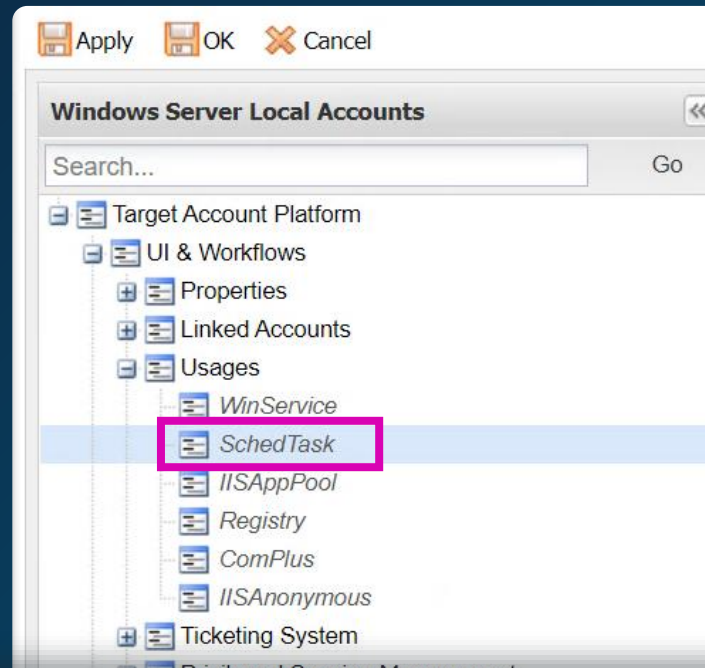 Apply OK Cancel
Windows Server Local Accounts
Search... Go
Target Account Platform
UI & Workflows
Properties
Linked Accounts
Usages
WinService
SchedTask
IISAppPool
Registry
ComPlus
IISAnonymous
Ticketing System